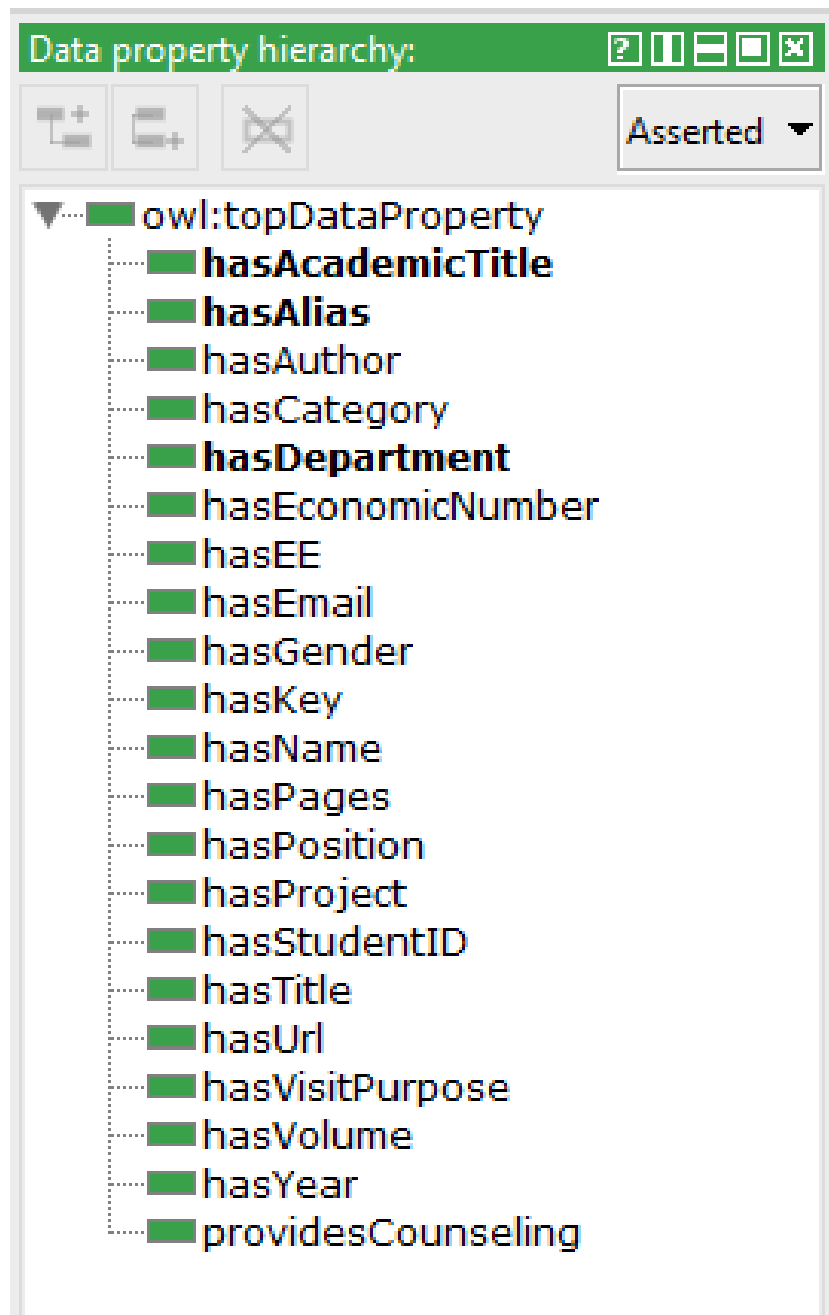 Data property hierarchy:
Asserted
owl:topDataProperty
hasAcademicTitle
hasAlias
hasAuthor
hasCategory
hasDepartment
hasEconomicNumber
hasEE
hasEmail
hasGender
hasKey
hasName
hasPages
hasPosition
hasProject
hasStudentID
hasTitle
hasUrl
hasVisitPurpose
hasVolume
hasYear
providesCounseling